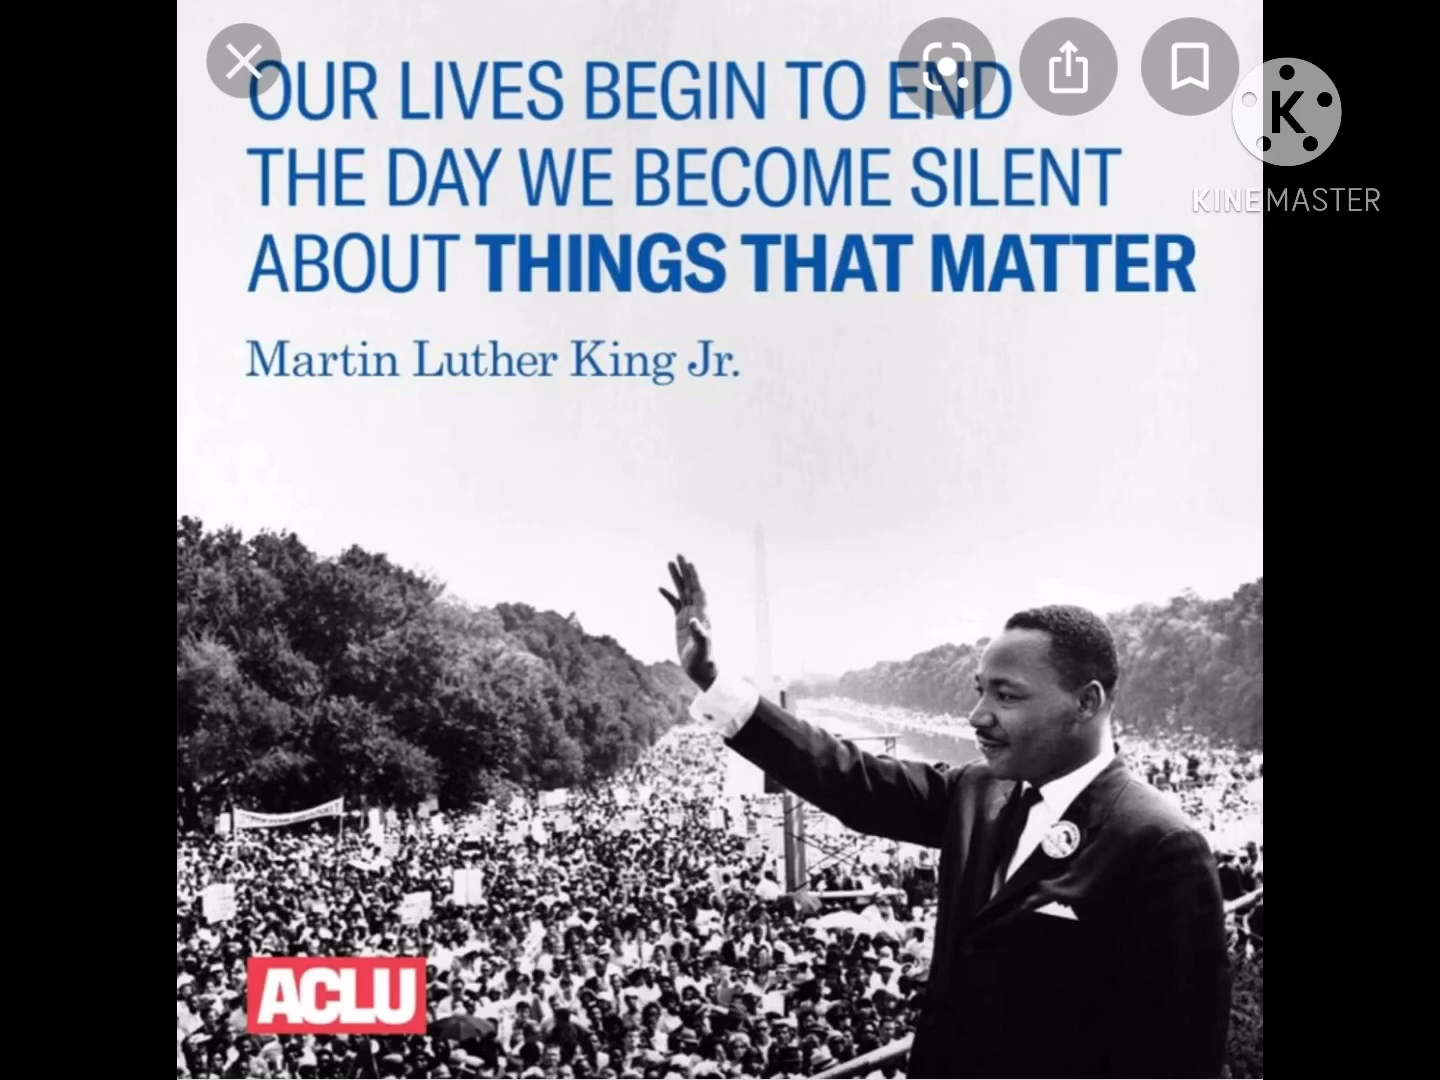 OUR LIVES BEGIN TO END
THE DAY WE BECOME SILENT
ABOUT THINGS THAT MATTER
Martin Luther King Jr.
K
KINEMASTER
ACLU